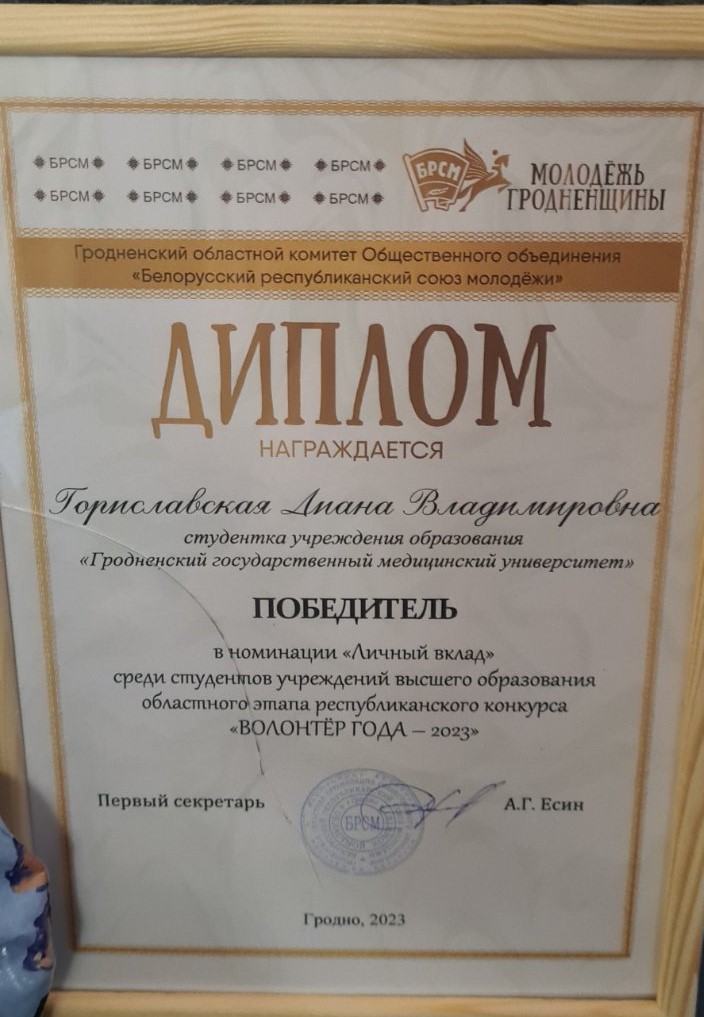 БРСМ БРСМ БРСМ БРСМ
БРСМ БРСМ БРСМ БРСМ
БРСМ
МОЛОДЁЖЬ
ГРОДНЕНЩИНЫ
Гродненский областной комитет Общественного объединения
«Белорусский республиканский союз молодёжи»
ДИПЛОМ
НАГРАЖДАЕТСЯ
Гориславская Диана Владимировна
студентка учреждения образования
«Гродненский государственный медицинский университет»
ПОБЕДИТЕЛЬ
в номинации «Личный вклад»
среди студентов учреждений высшего образования
областного этапа республиканского конкурса
«ВОЛОНТЁР ГОДА – 2023»
Первый секретарь
БРСМ
А.Г. Есин
Гродно, 2023